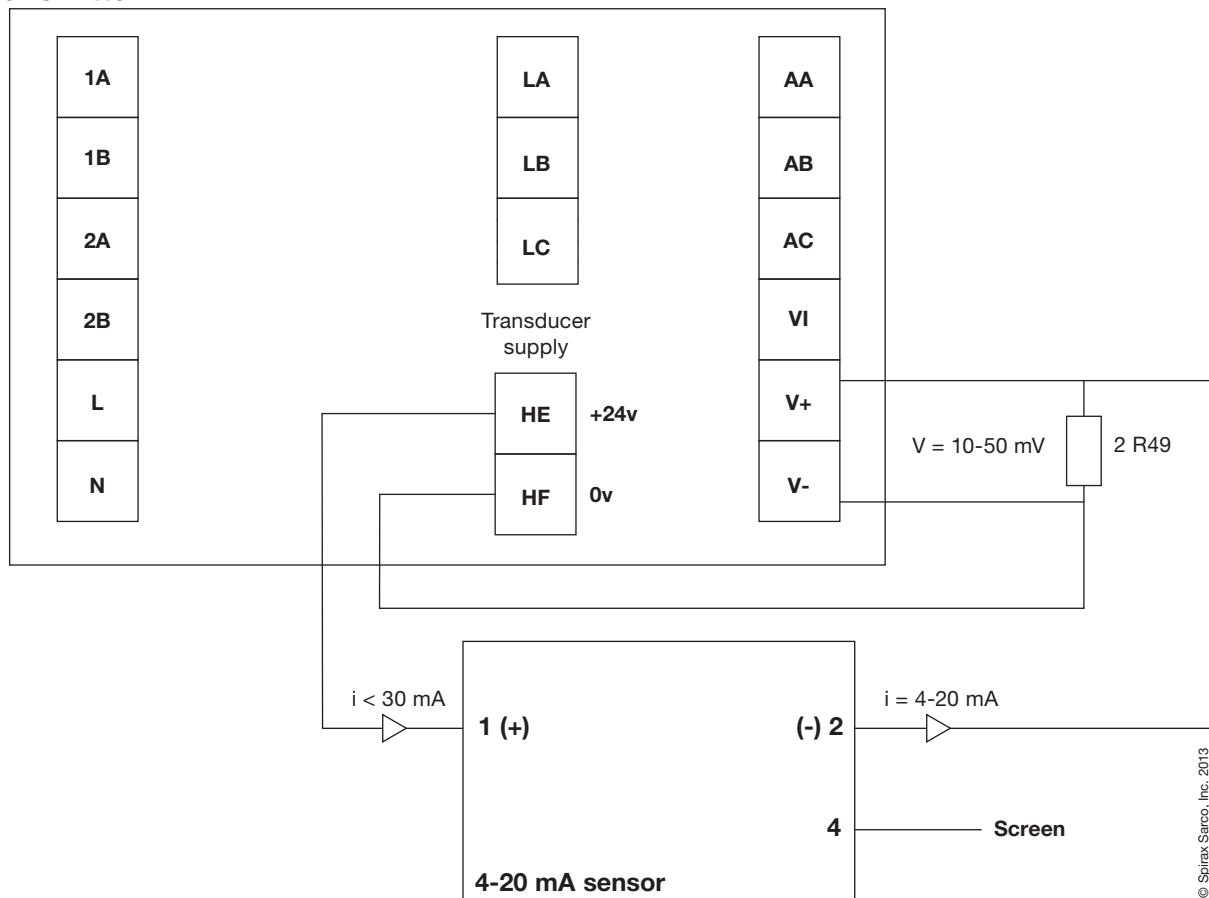 1A
1B
2A
2B
L
N
LA
LB
LC
Transducer
supply
HE
+24v
HF
0v
AA
AB
AC
VI
V+
V-
V = 10-50 mV
2 R49
i < 30 mA
1 (+)
(-) 2
i = 4-20 mA
4
Screen
4-20 mA sensor
© Spirax Sarco, Inc. 2013